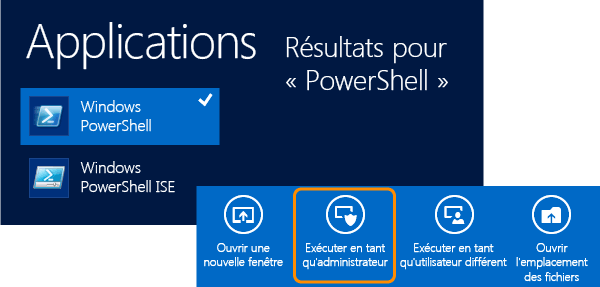 Applications
Résultats pour
« PowerShell »
Windows
PowerShell
Windows
PowerShell ISE
Ouvrir une
nouvelle fenêtre
Exécuter en tant
qu'administrateur
Exécuter en tant
qu'utilisateur différent
Ouvrir
l'emplacement
des fichiers